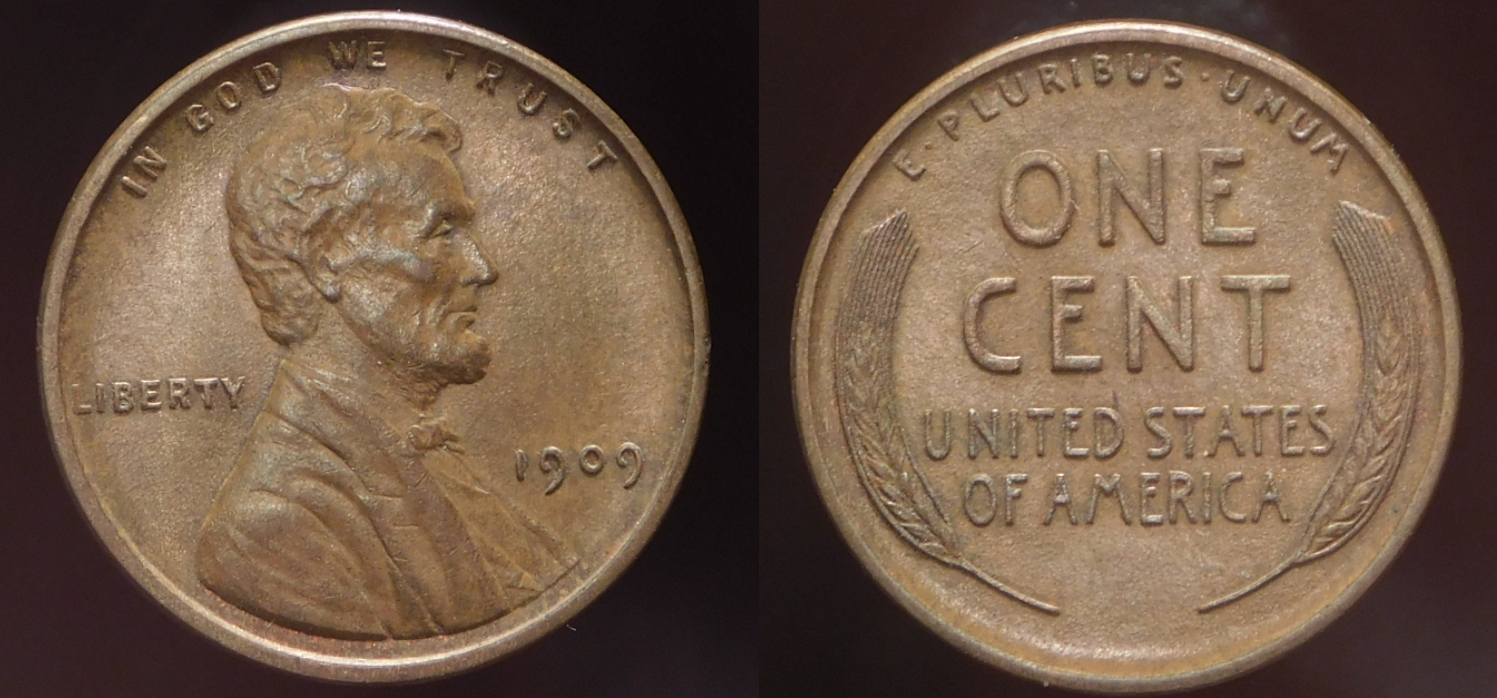 IN GOD WE TRUST
LIBERTY
1909
E·PLURIBUS·UNUM
ONE
CENT
UNITED STATES
OF AMERICA